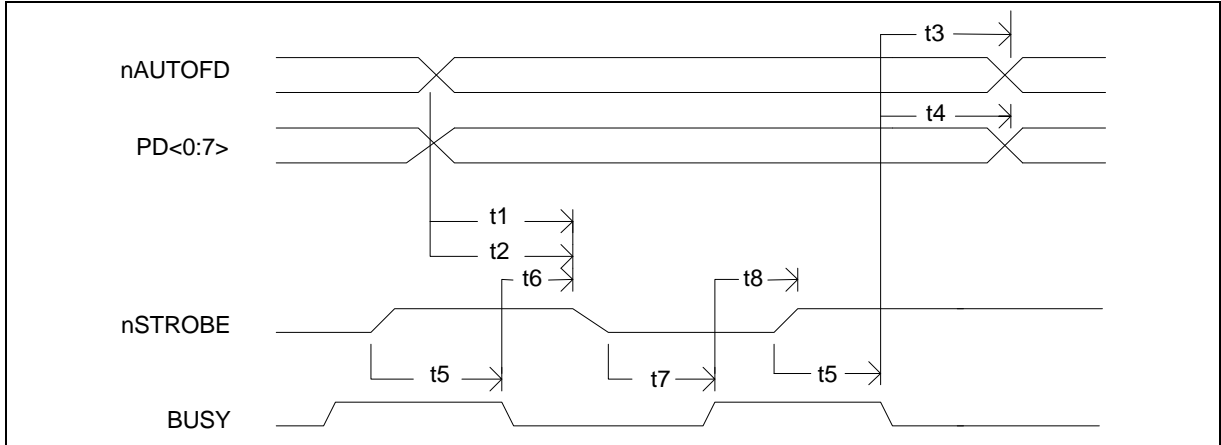 t3
nAUTOFD
t4
PD<0:7>
t1
t2
t6
t8
nSTROBE
t5
t7
t5
BUSY